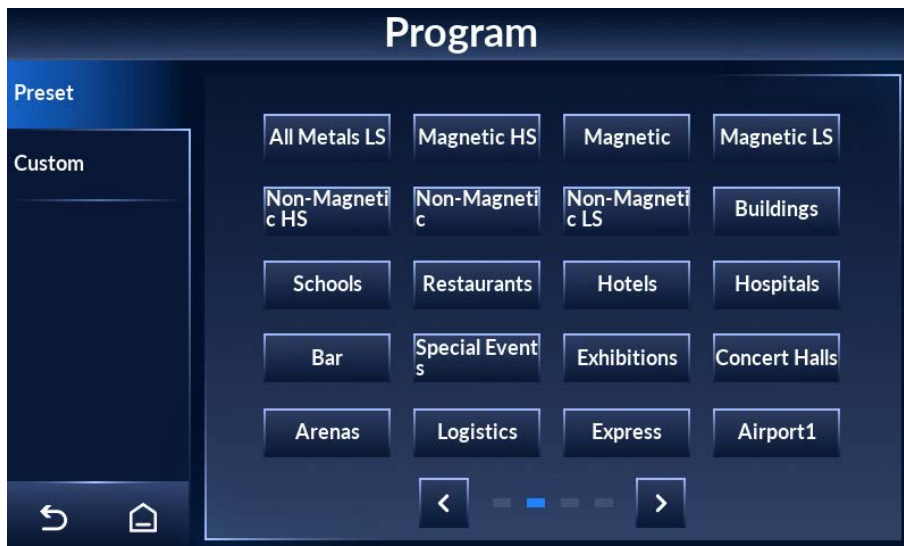 Program
Preset
Custom
All Metals LS
Magnetic HS
Magnetic
Magnetic LS
Non-Magneti
c HS
Non-Magneti
c
Non-Magneti
c LS
Buildings
Schools
Restaurants
Hotels
Hospitals
Bar
Special Event
s
Exhibitions
Concert Halls
Arenas
Logistics
Express
Airport1